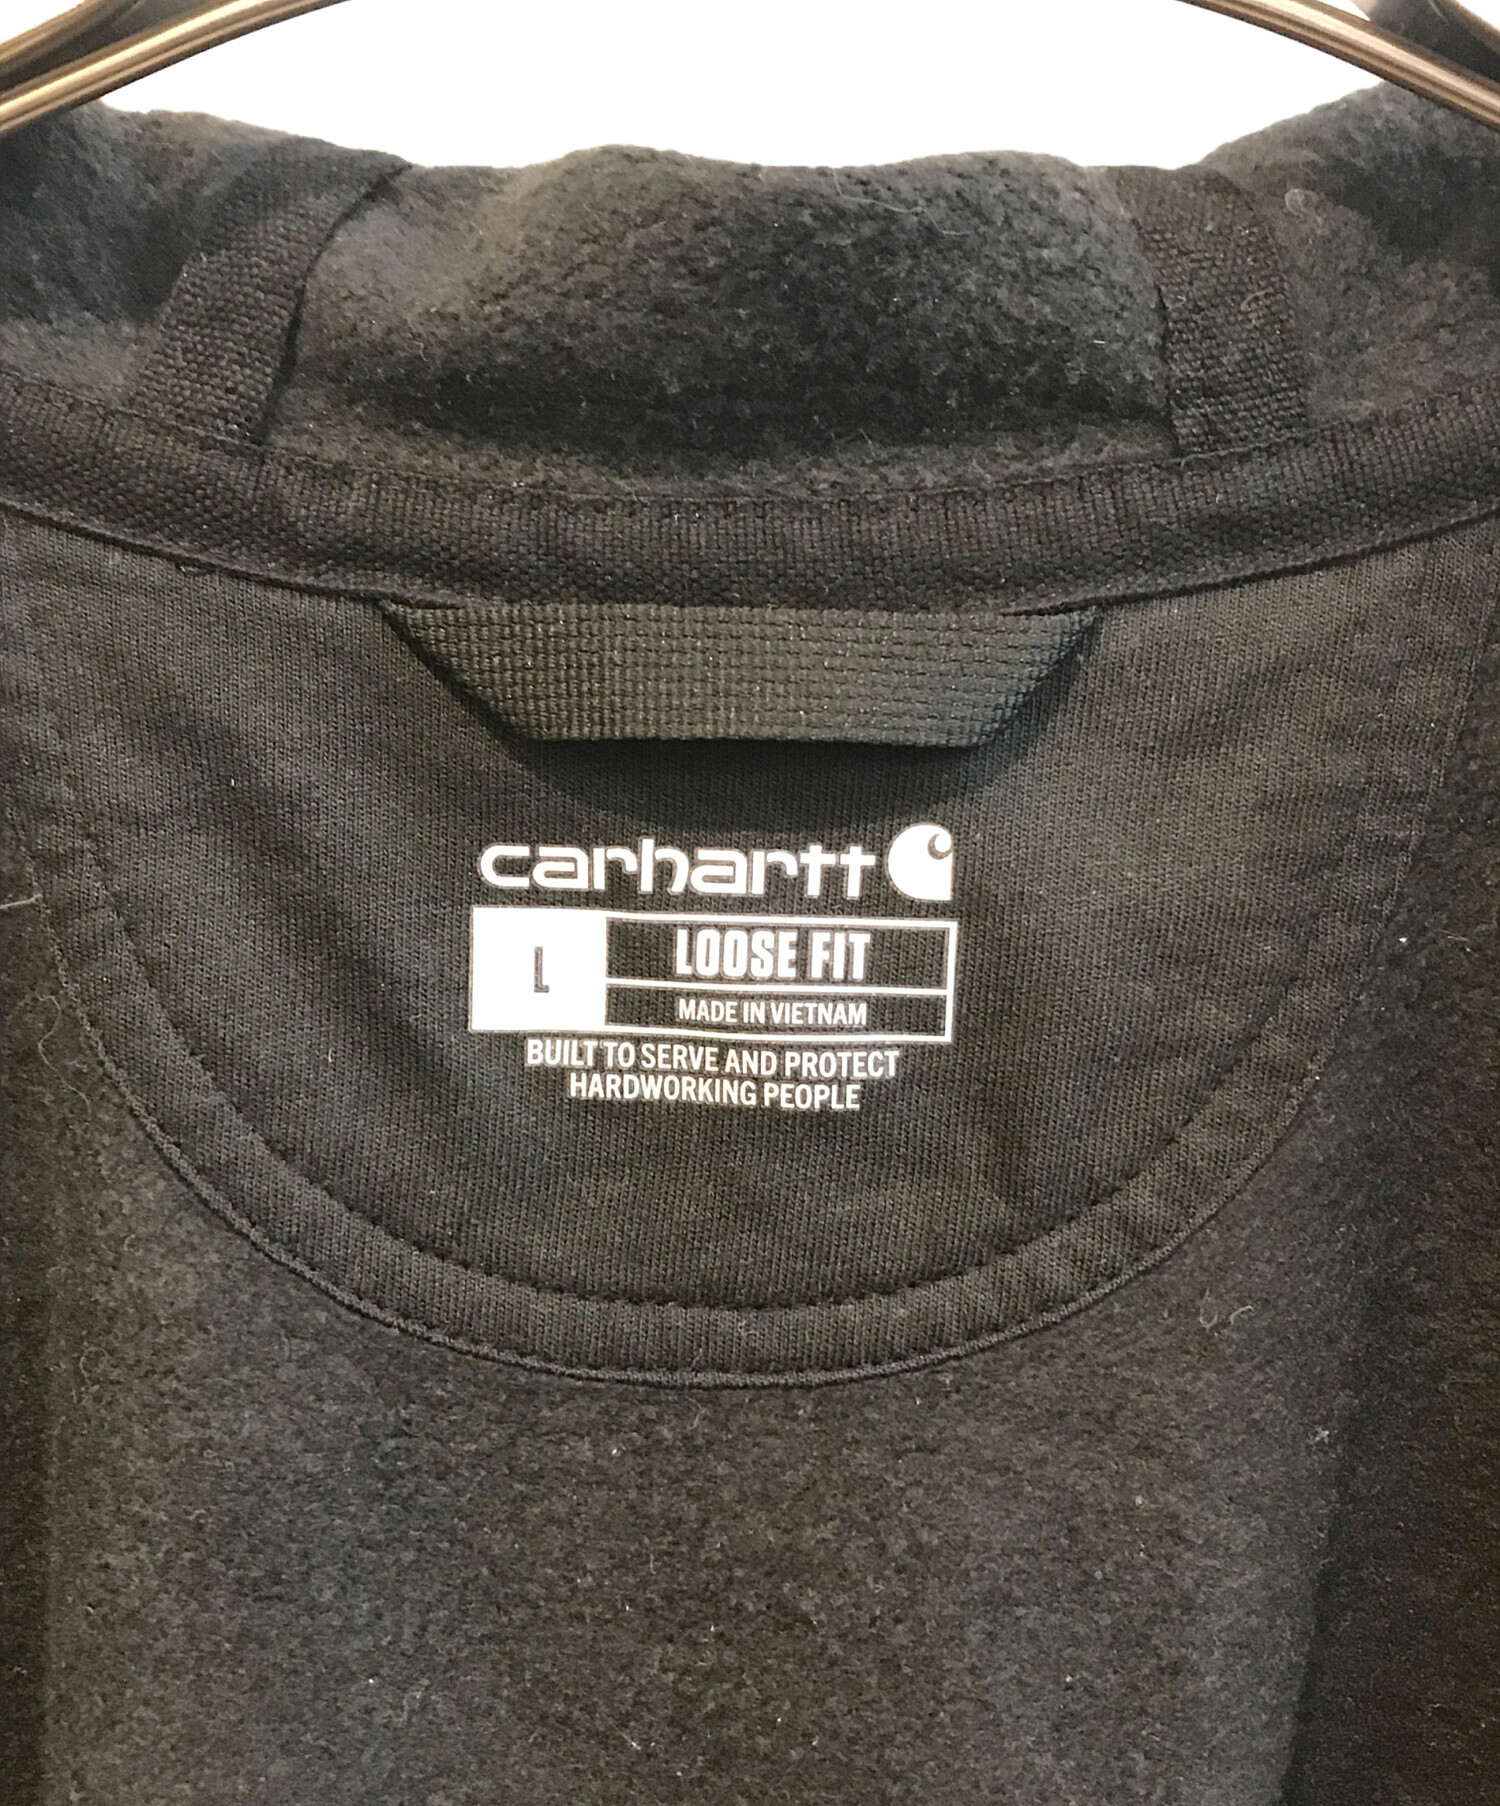 carhartt
L
LOOSE FIT
MADE IN VIETNAM
BUILT TO SERVE AND PROTECT
HARDWORKING PEOPLE